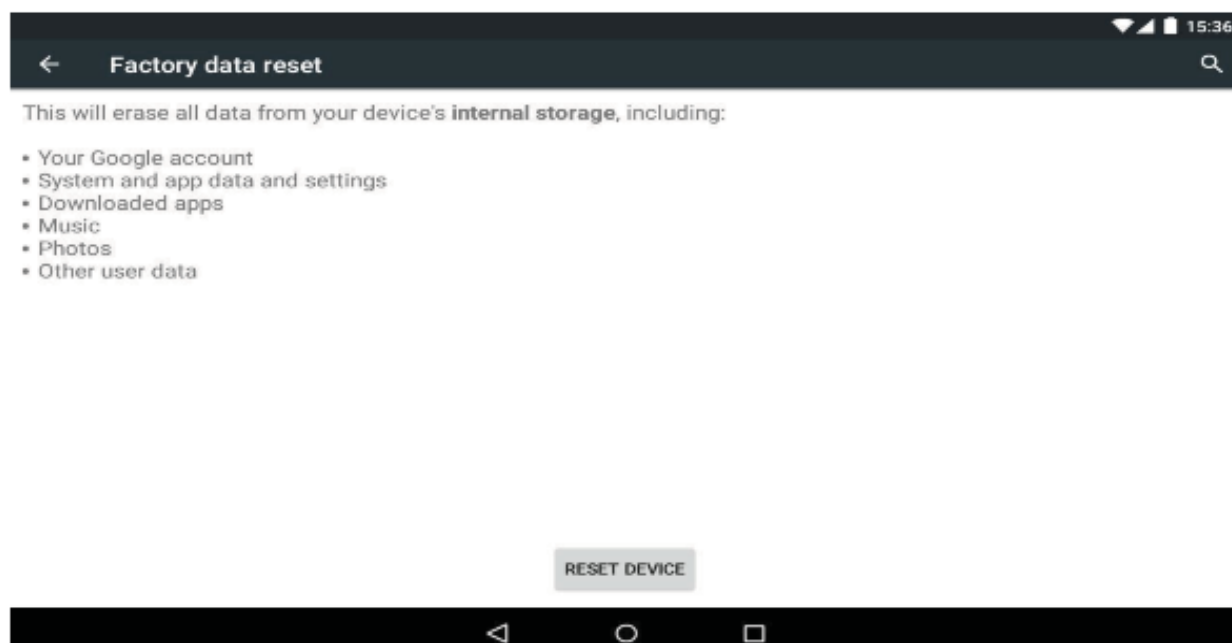 15:36
Factory data reset
This will erase all data from your device's internal storage, including:
• Your Google account
• System and app data and settings
• Downloaded apps
• Music
• Photos
• Other user data
RESET DEVICE